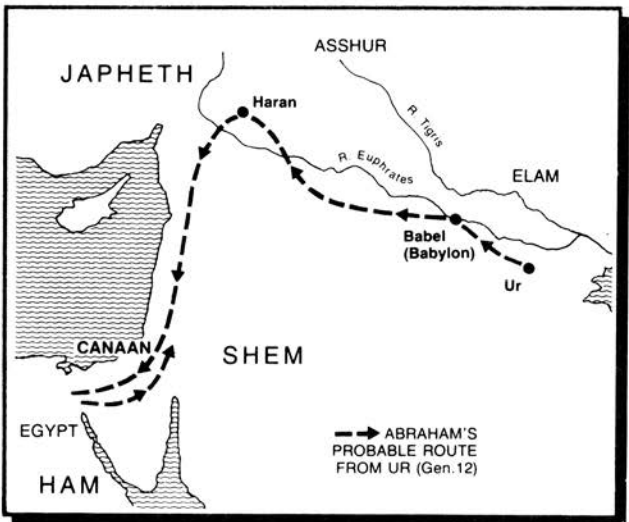 ASSHUR
JAPHETH
Haran
R. Tigris
R. Euphrates
ELAM
Babel
(Babylon)
Ur
CANAAN
SHEM
EGYPT
HAM
ABRAHAM'S
PROBABLE ROUTE
FROM UR (Gen.12)